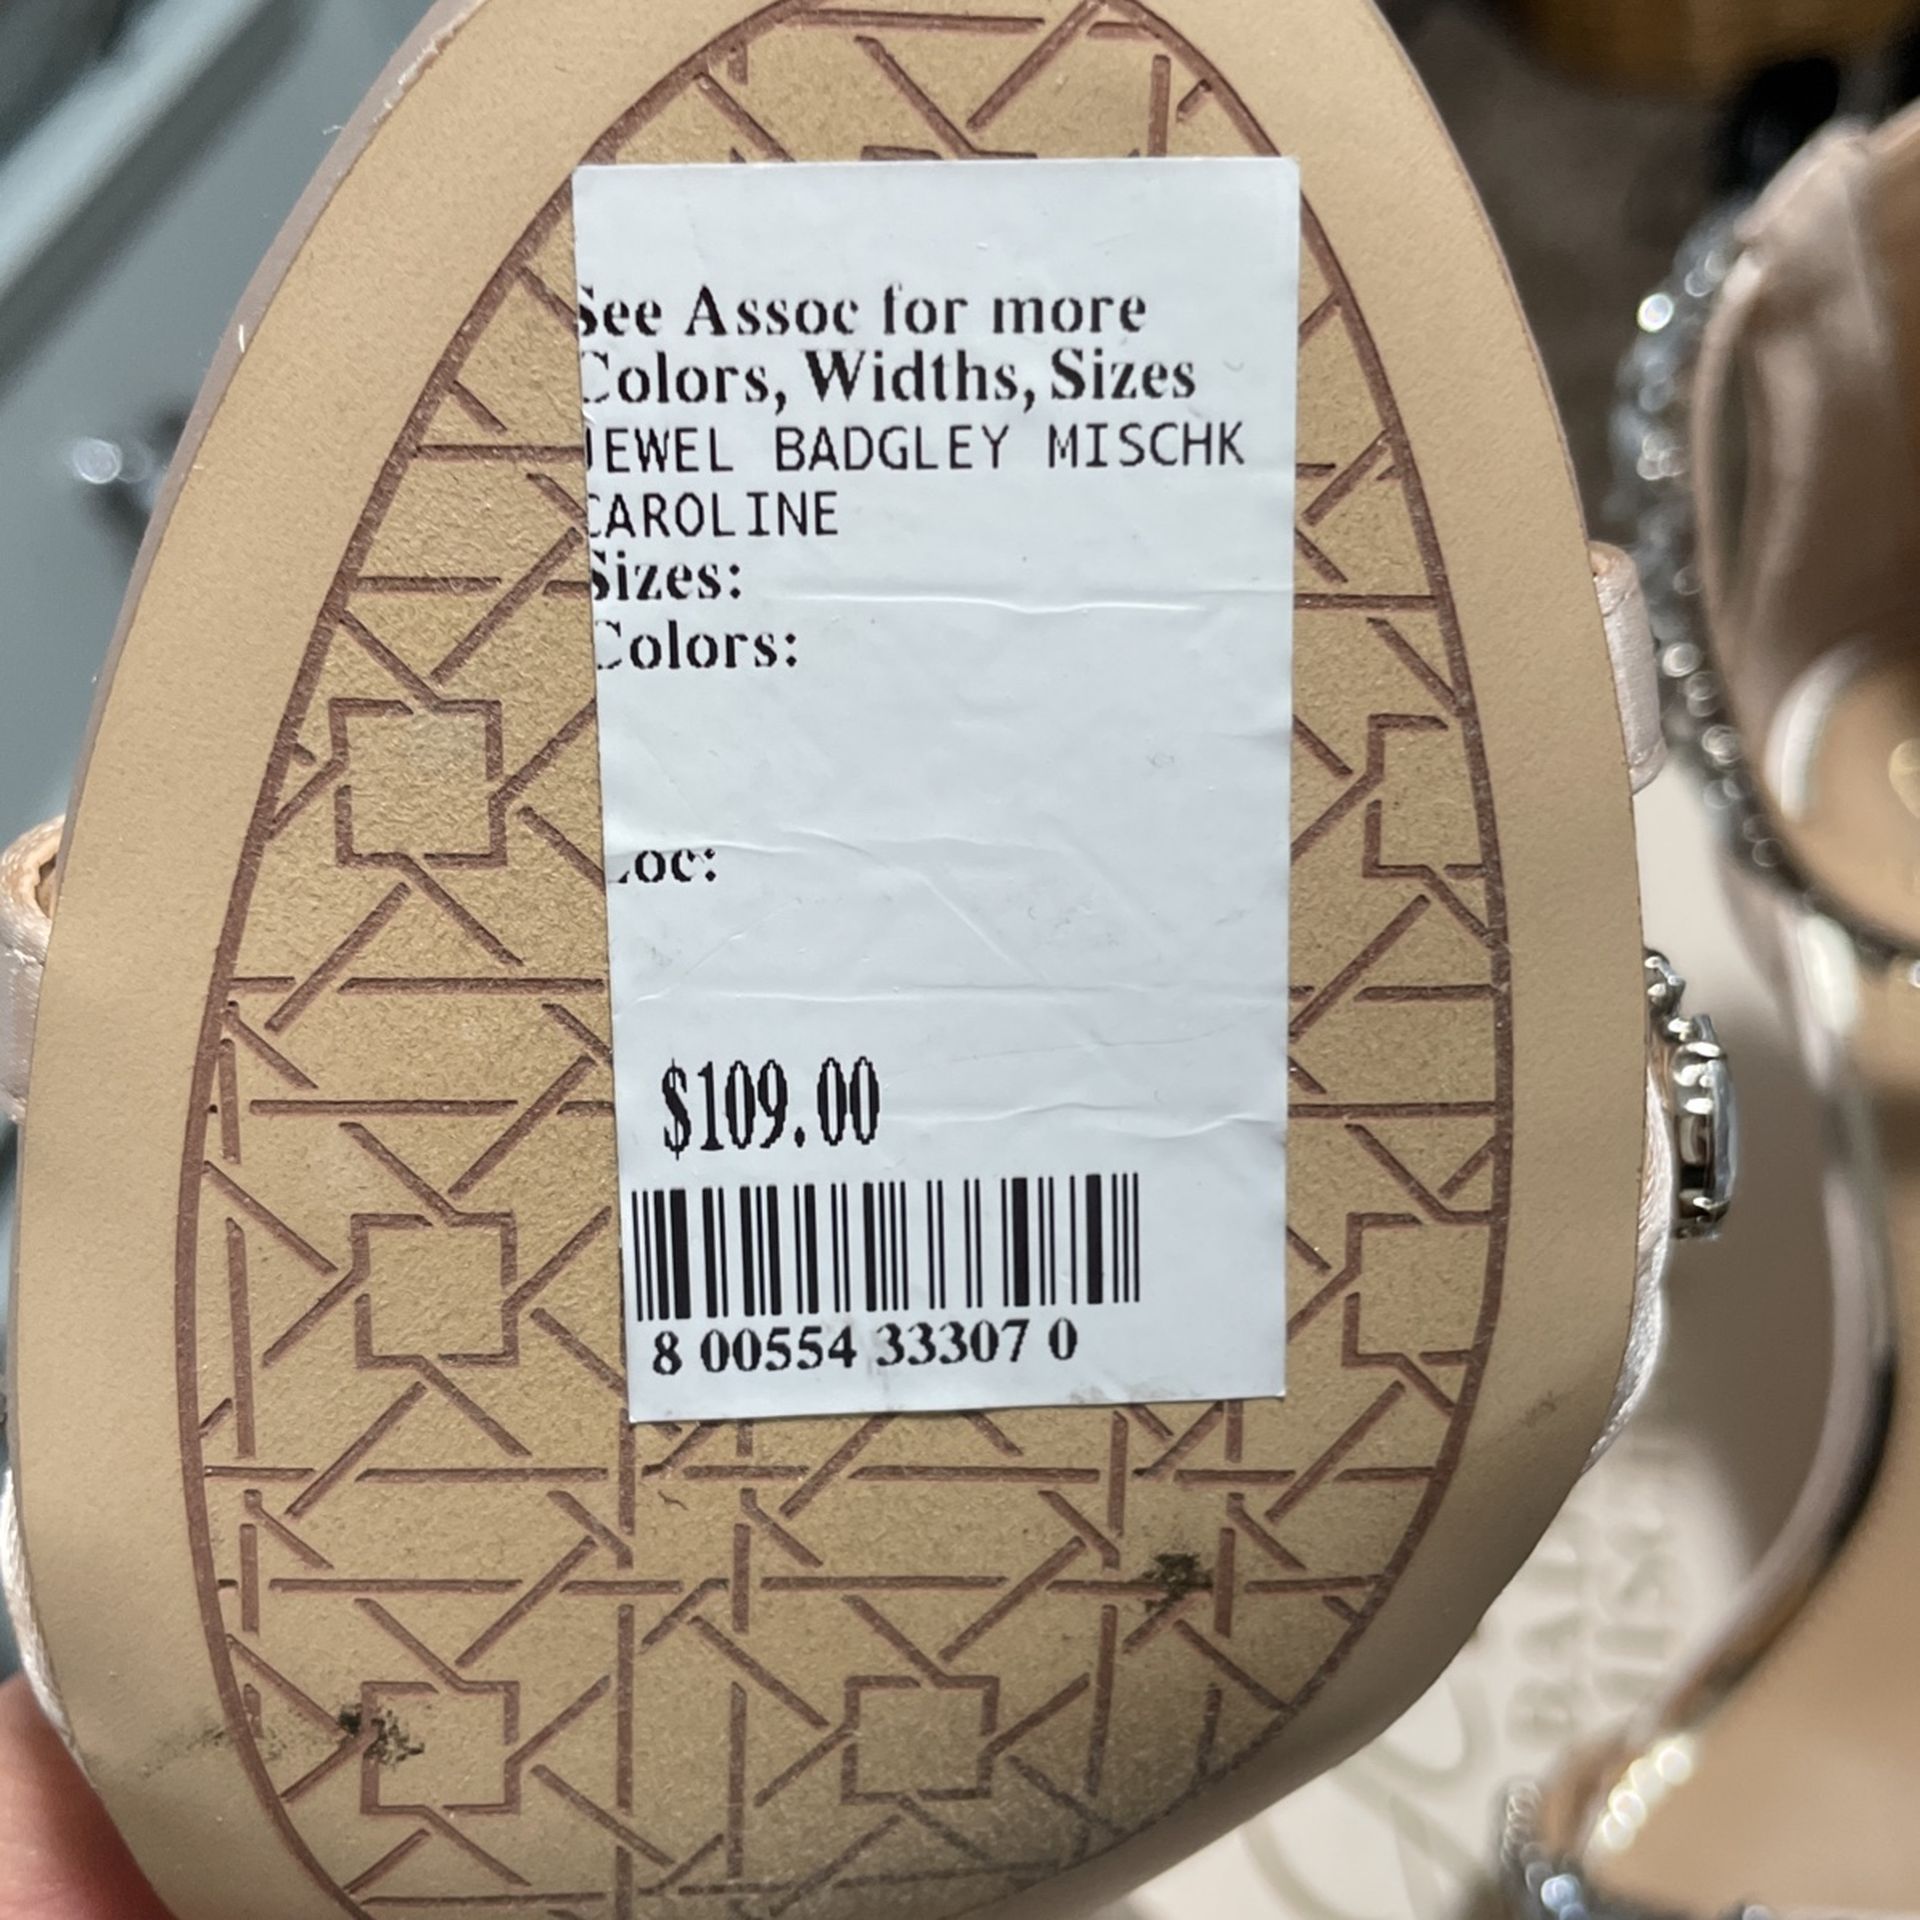 See Assoc for more
Colors, Widths, Sizes
JEWEL BADGLEY MISCHK
CAROLINE
Sizes:
Colors:
Loc:
$109.00
8 00554 33307 0